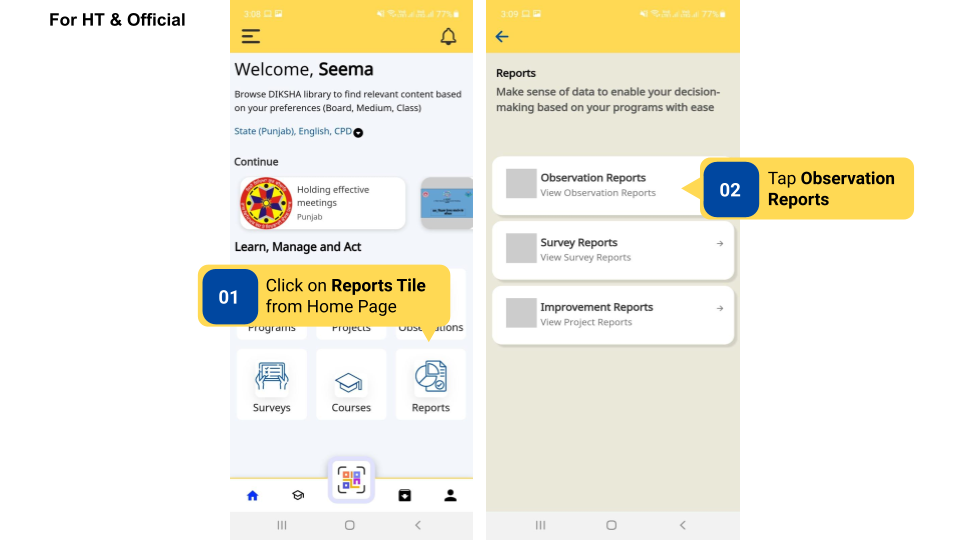 For HT & Official
3:08
77%
Welcome, Seema
Browse DIKSHA library to find relevant content based
on your preferences (Board, Medium, Class)
State (Punjab), English, CPD
Continue
Holding effective
meetings
Punjab
Learn, Manage and Act
01
Click on Reports Tile
from Home Page
Programs
Projects
Surveys
Courses
Reports
3:09
77%
Reports
Make sense of data to enable your decision-
making based on your programs with ease
Observation Reports
View Observation Reports
02
Tap Observation
Reports
Survey Reports
View Survey Reports
Improvement Reports
View Project Reports